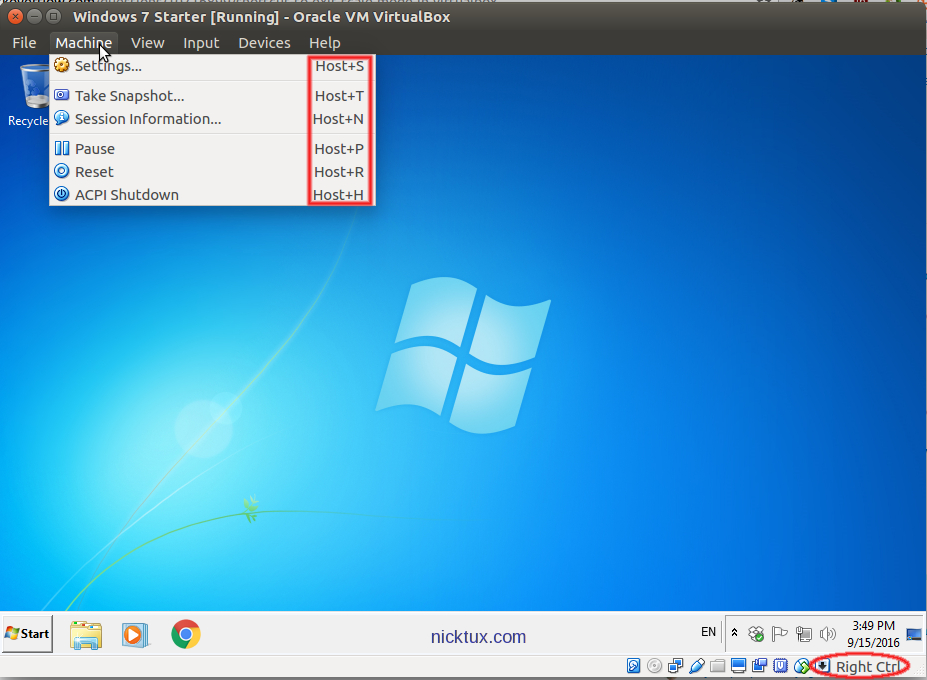 Windows 7 Starter [Running] - Oracle VM VirtualBox
File Machine View Input Devices Help
Settings... Host+S
Take Snapshot... Host+T
Session Information... Host+N
Pause Host+P
Reset Host+R
ACPI Shutdown Host+H
Recycle
Start nicktux.com EN 3:49 PM
9/15/2016
Right Ctrl